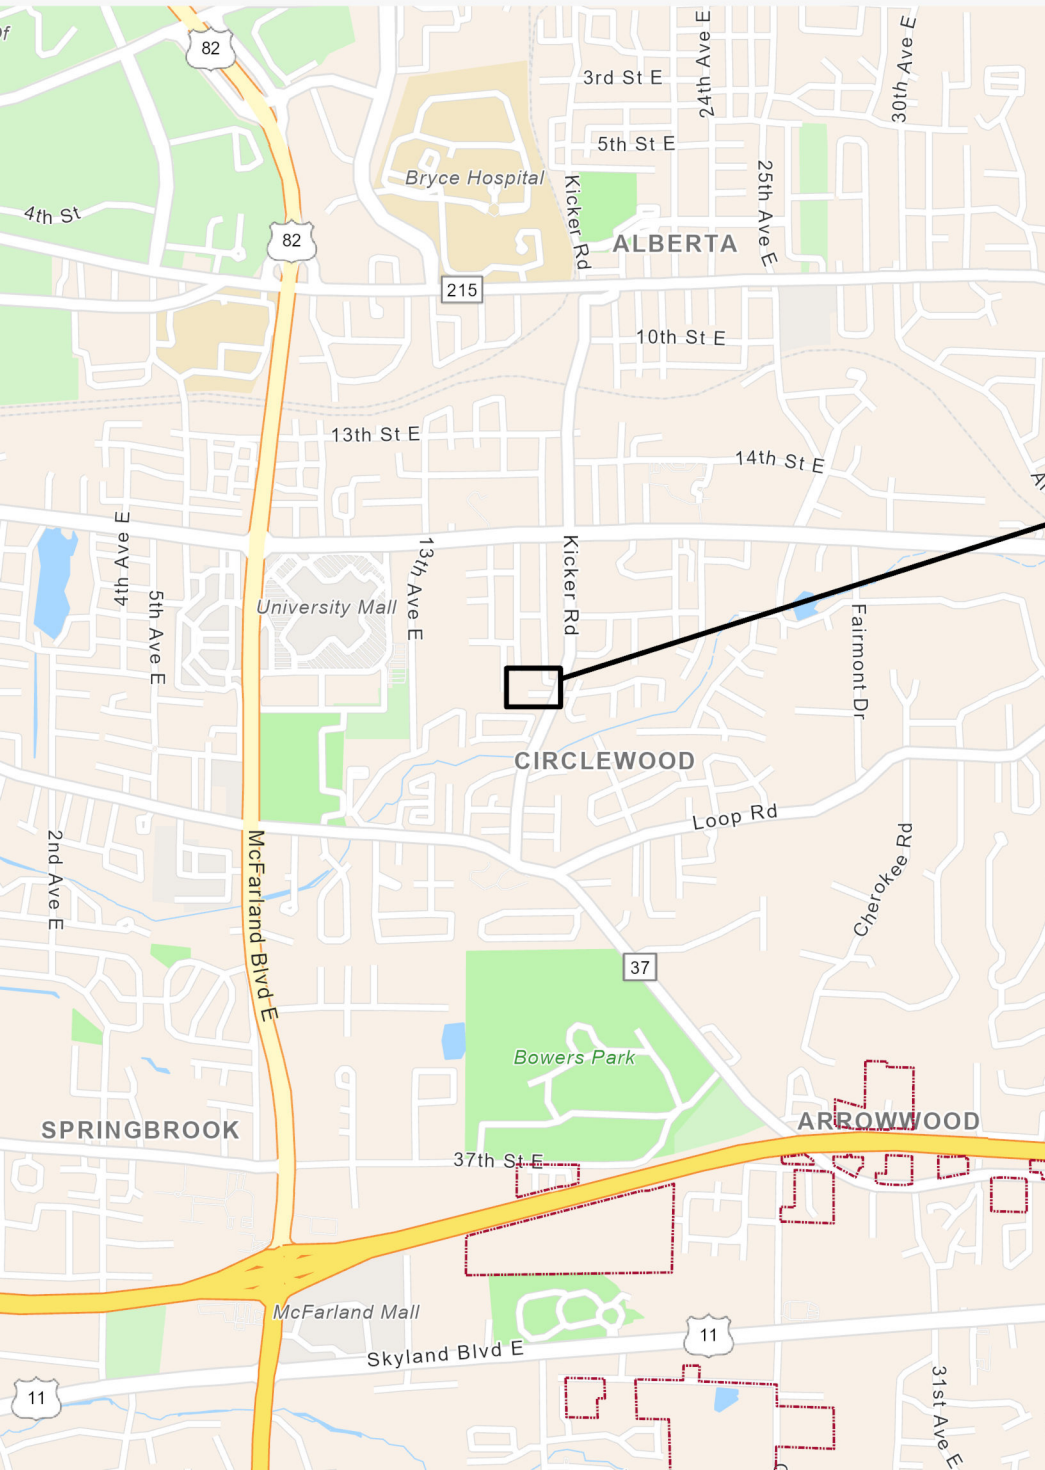 of
82
3rd St E
24th Ave E
30th Ave E
5th St E
Bryce Hospital
Kicker Rd
25th Ave E
4th St
82
ALBERTA
215
10th St E
13th St E
14th St E
4th Ave E
13th Ave E
Kicker Rd
5th Ave E
University Mall
Fairmont Dr
CIRCLEWOOD
Loop Rd
2nd Ave E
McFarland Blvd E
Cherokee Rd
37
Bowers Park
SPRINGBROOK
ARROWWOOD
37th St E
McFarland Mall
11
Skyland Blvd E
11
31st Ave E